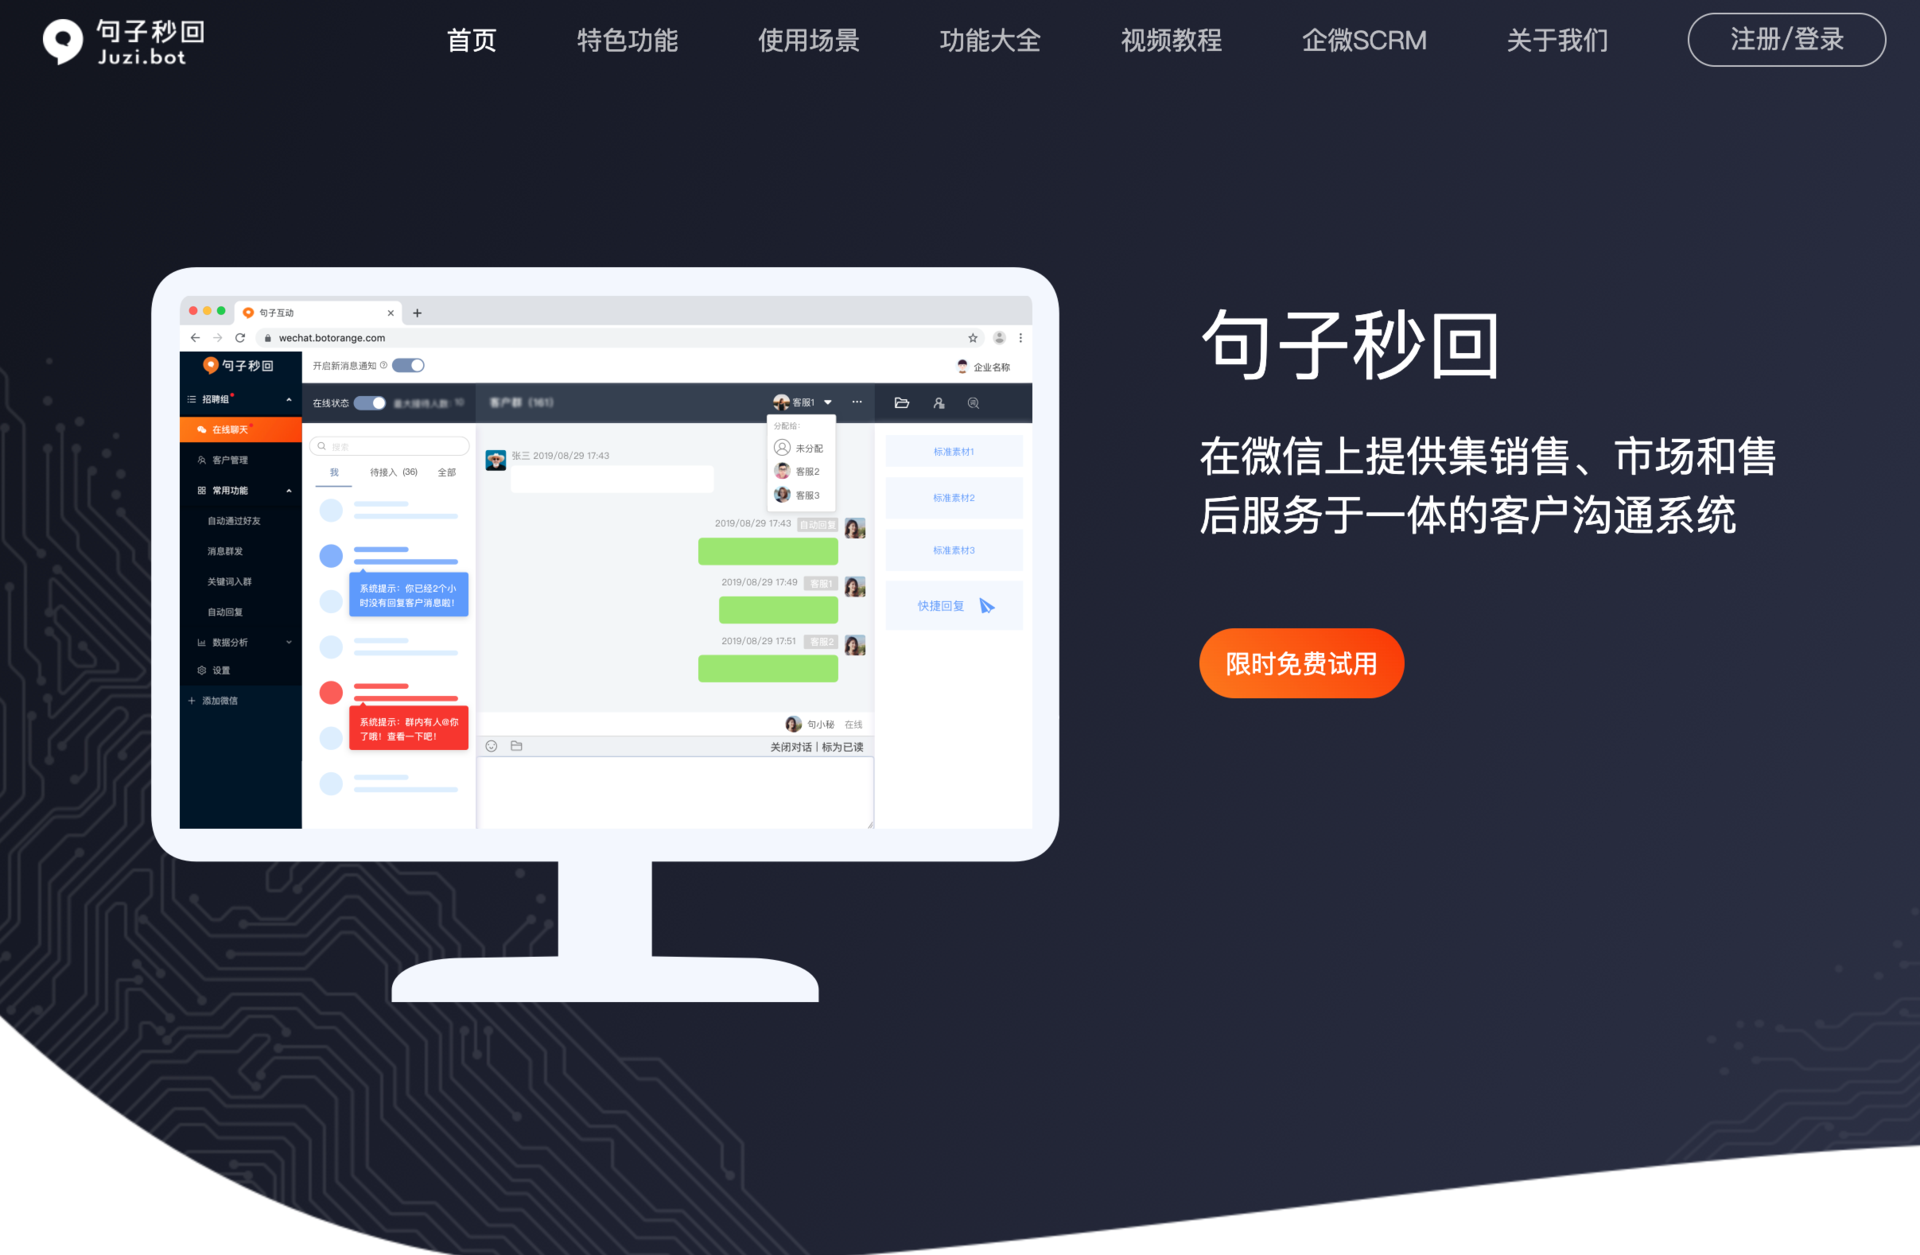 句子秒回
Juzi.bot
首页
特色功能
使用场景
功能大全
视频教程
企微SCRM
关于我们
注册/登录
句子互动
wechat.botorange.com
句子秒回
开启新消息通知
企业名称
招聘组
在线聊天
客户管理
常用功能
自动通过好友
消息群发
关键词入群
自动回复
数据分析
设置
添加微信
在线状态
最大接待人数: 10
搜索
我
待接入 (36)
全部
系统提示：你已经2个小
时没有回复客户消息啦！
系统提示：群内有人@你
了哦！查看一下吧！
客户群 (161)
客服1
分配给：
未分配
客服2
客服3
张三 2019/08/29 17:43
2019/08/29 17:43 自动回复
2019/08/29 17:49 客服1
2019/08/29 17:51 客服2
句小秘 在线
关闭对话 | 标为已读
标准素材1
标准素材2
标准素材3
快捷回复
句子秒回
在微信上提供集销售、市场和售
后服务于一体的客户沟通系统
限时免费试用